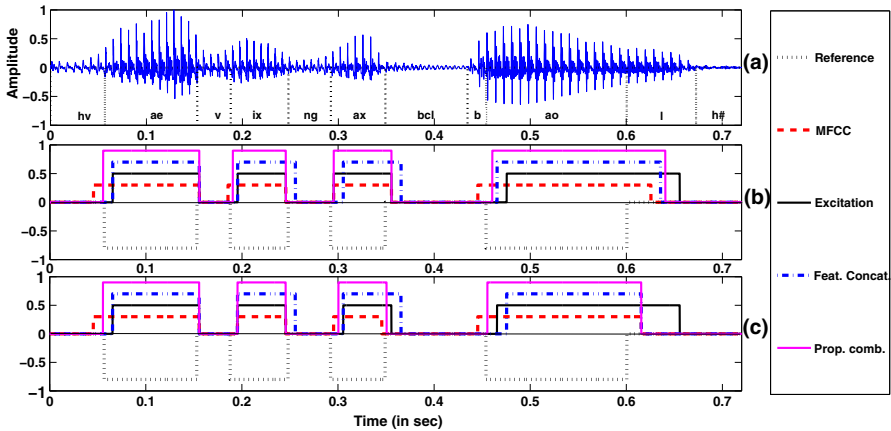 1
0.5
0
−0.5
−1
Amplitude
hv ae v ix ng ax bcl b ao l h#
0 0.1 0.2 0.3 0.4 0.5 0.6 0.7
(a)
1
0.5
0
−0.5
−1
0 0.1 0.2 0.3 0.4 0.5 0.6 0.7
(b)
1
0.5
0
−0.5
−1
0 0.1 0.2 0.3 0.4 0.5 0.6 0.7
(c)
Time (in sec)
Reference
MFCC
Excitation
Feat. Concat.
Prop. comb.